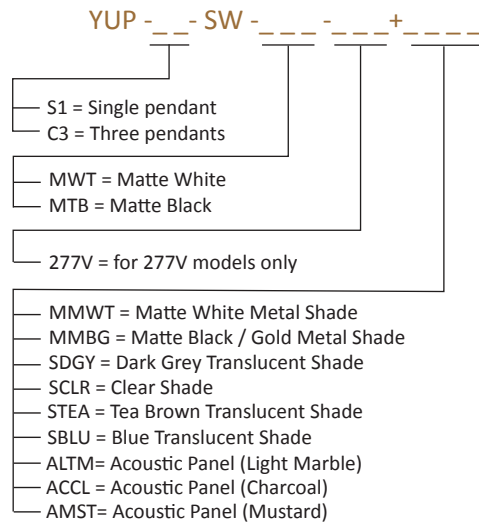 YUP -_ _- SW -_ _ _ -_ _ _+_ _ _ _
S1 = Single pendant
C3 = Three pendants
MWT = Matte White
MTB = Matte Black
277V = for 277V models only
MMWT = Matte White Metal Shade
MMBG = Matte Black / Gold Metal Shade
SDGY = Dark Grey Translucent Shade
SCLR = Clear Shade
STEA = Tea Brown Translucent Shade
SBLU = Blue Translucent Shade
ALTM= Acoustic Panel (Light Marble)
ACCL = Acoustic Panel (Charcoal)
AMST= Acoustic Panel (Mustard)